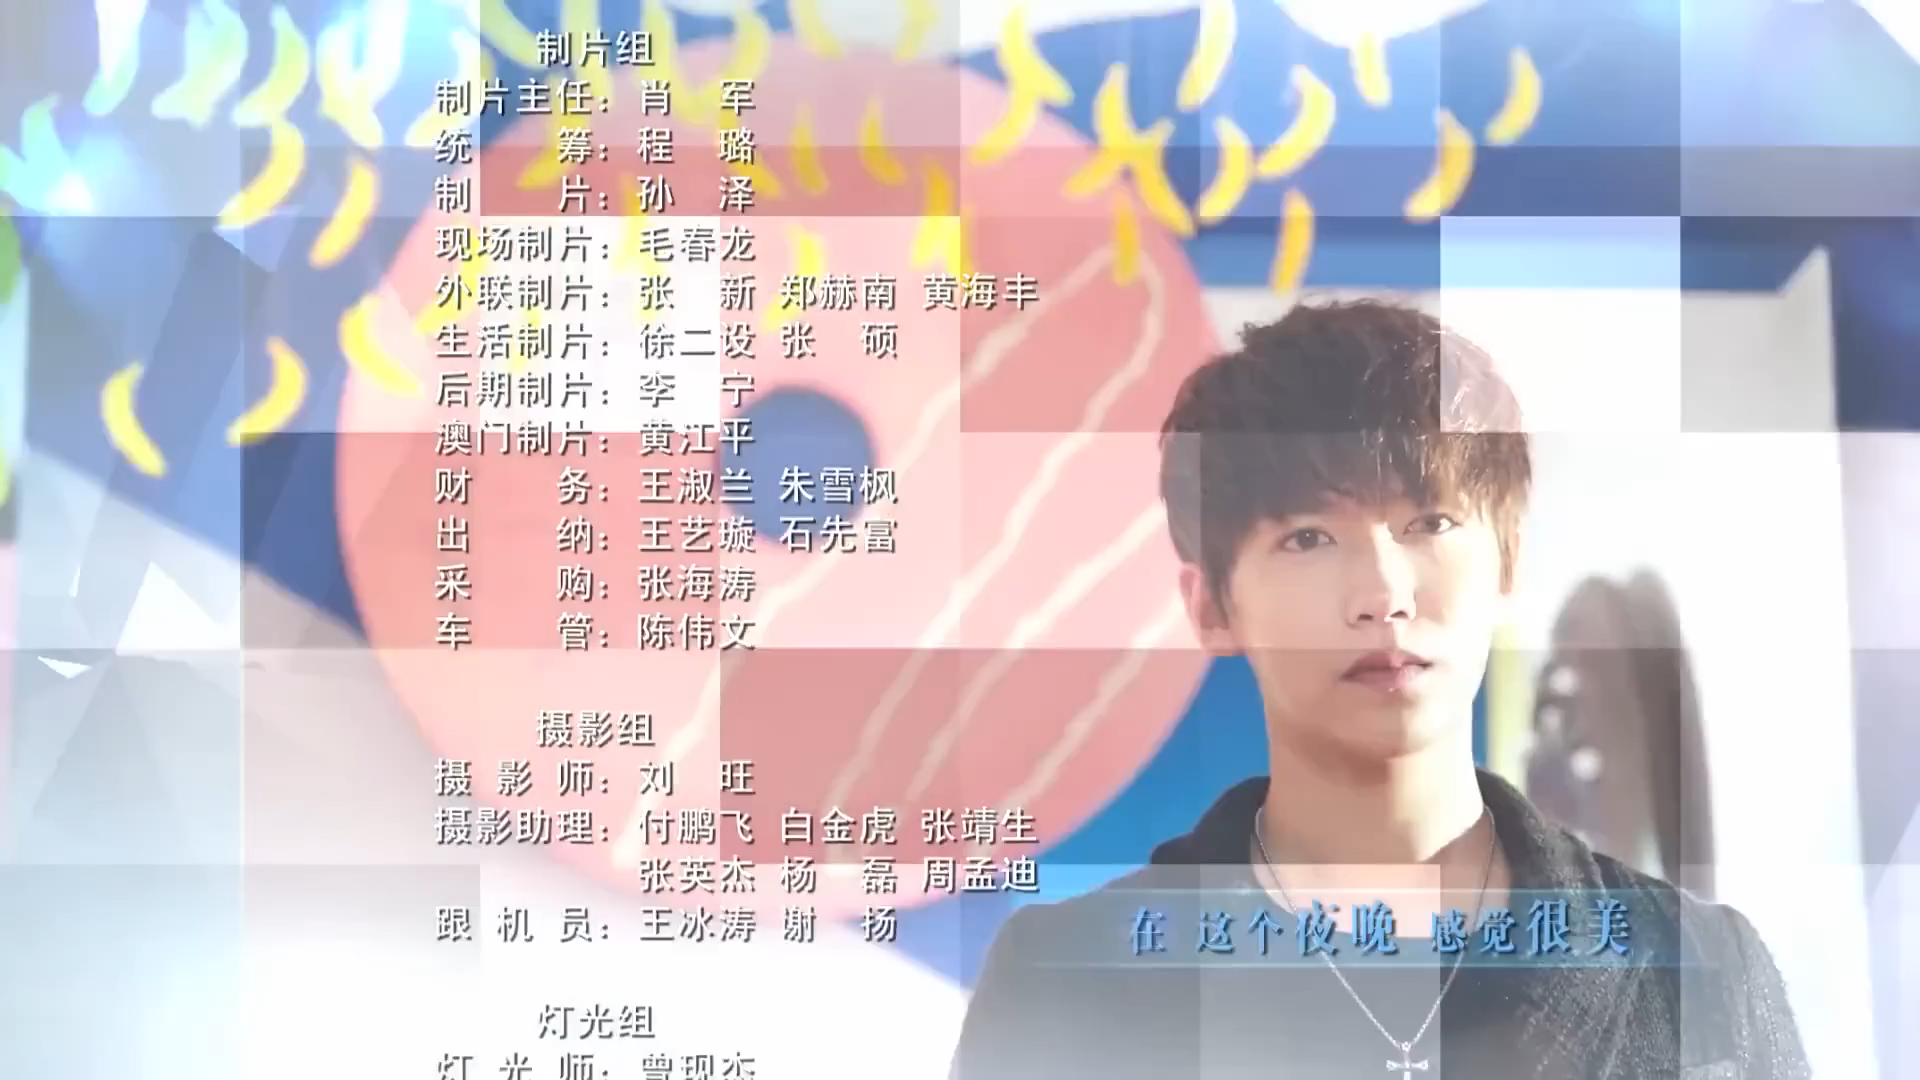 制片组
制片主任：肖　军
统　　筹：程　璐
制　　片：孙　泽
现场制片：毛春龙
外联制片：张　新 郑赫南 黄海丰
生活制片：徐二设 张　硕
后期制片：李　宁
澳门制片：黄江平
财　　务：王淑兰 朱雪枫
出　　纳：王艺璇 石先富
采　　购：张海涛
车　　管：陈伟文
摄影组
摄 影 师：刘　旺
摄影助理：付鹏飞 白金虎 张靖生
张英杰 杨　磊 周孟迪
跟 机 员：王冰涛 谢　扬
在 这个夜晚 感觉很美
灯光组
灯 光 师：曾现杰